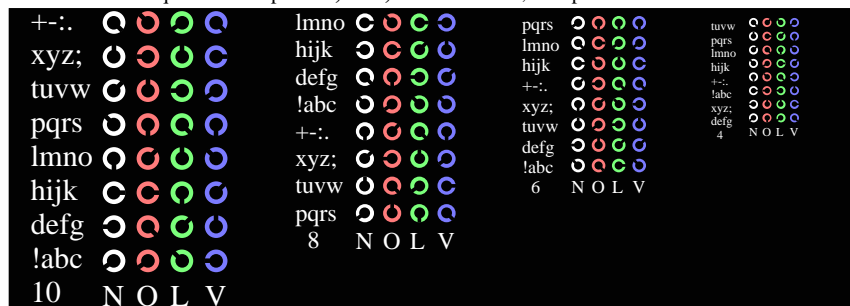 +-:.
xyz;
tuvw
pqrs
lmno
hijk
defg
!abc
10 N O L V
lmno
hijk
defg
!abc
+-:.
xyz;
tuvw
pqrs
8 N O L V
pqrs
lmno
hijk
+-:.
xyz;
tuvw
defg
!abc
6 N O L V
tuvw
pqrs
lmno
hijk
+-:.
!abc
xyz;
defg
4 N O L V